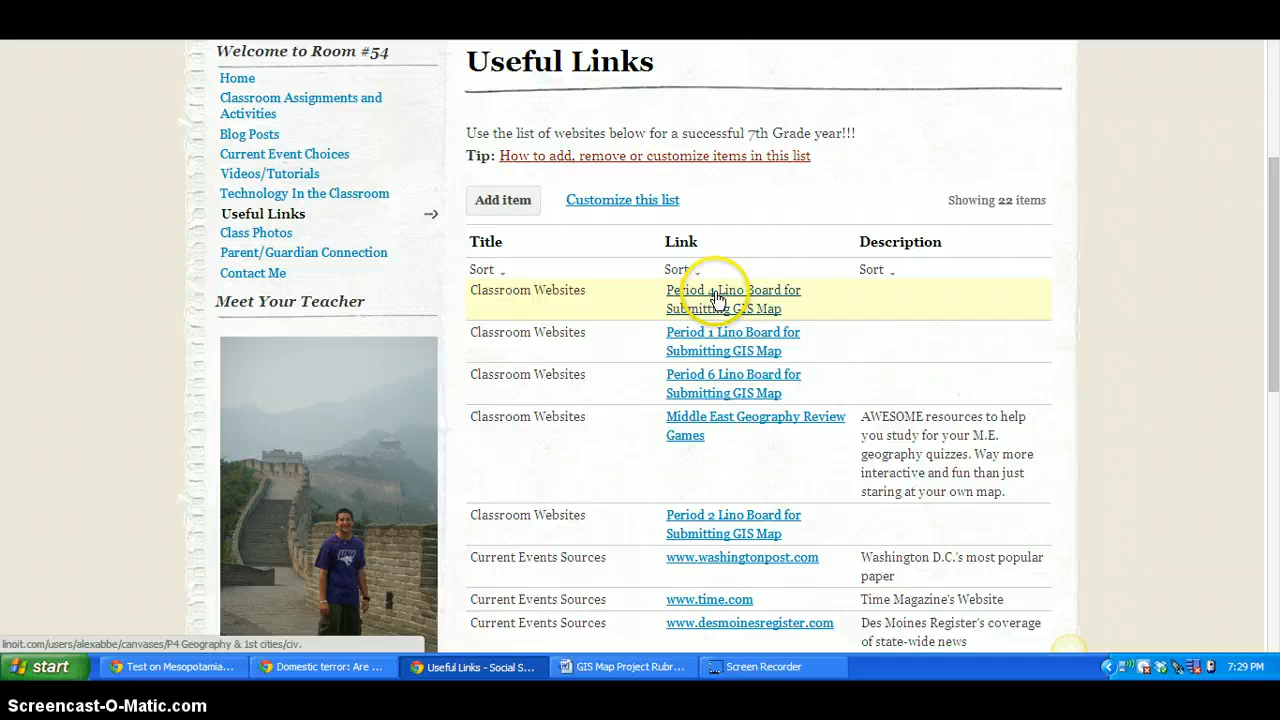 Welcome to Room #54
Home
Classroom Assignments and
Activities
Blog Posts
Current Event Choices
Videos/Tutorials
Technology In the Classroom
Useful Links
Class Photos
Parent/Guardian Connection
Contact Me
Meet Your Teacher
Useful Links
Use the list of websites below for a successful 7th Grade year!!!
Tip: How to add, remove or customize items in this list
Add item Customize this list Showing 22 items
Title Link Description
Sort Sort Sort
Classroom Websites Period 4 Lino Board for
Submitting GIS Map
Classroom Websites Period 1 Lino Board for
Submitting GIS Map
Classroom Websites Period 6 Lino Board for
Submitting GIS Map
Classroom Websites Middle East Geography Review AWESOME resources to help
Games you study for your M.E.
geography quizzes. Way more
interactive and fun than just
staring at your own map.
Classroom Websites Period 2 Lino Board for
Submitting GIS Map
Current Events Sources www.washingtonpost.com Washington D.C.'s most popular
paper
Current Events Sources www.time.com Time Magazine's Website
Current Events Sources www.desmoinesregister.com Des Moines Register's coverage
of state-wide news
linoit.com/users/alexabbe/canvases/P4 Geography & 1st cities/civ.
start Test on Mesopotamia... Domestic terror: Are ... Useful Links - Social S... GIS Map Project Rubr... Screen Recorder 7:29 PM
Screencast-O-Matic.com